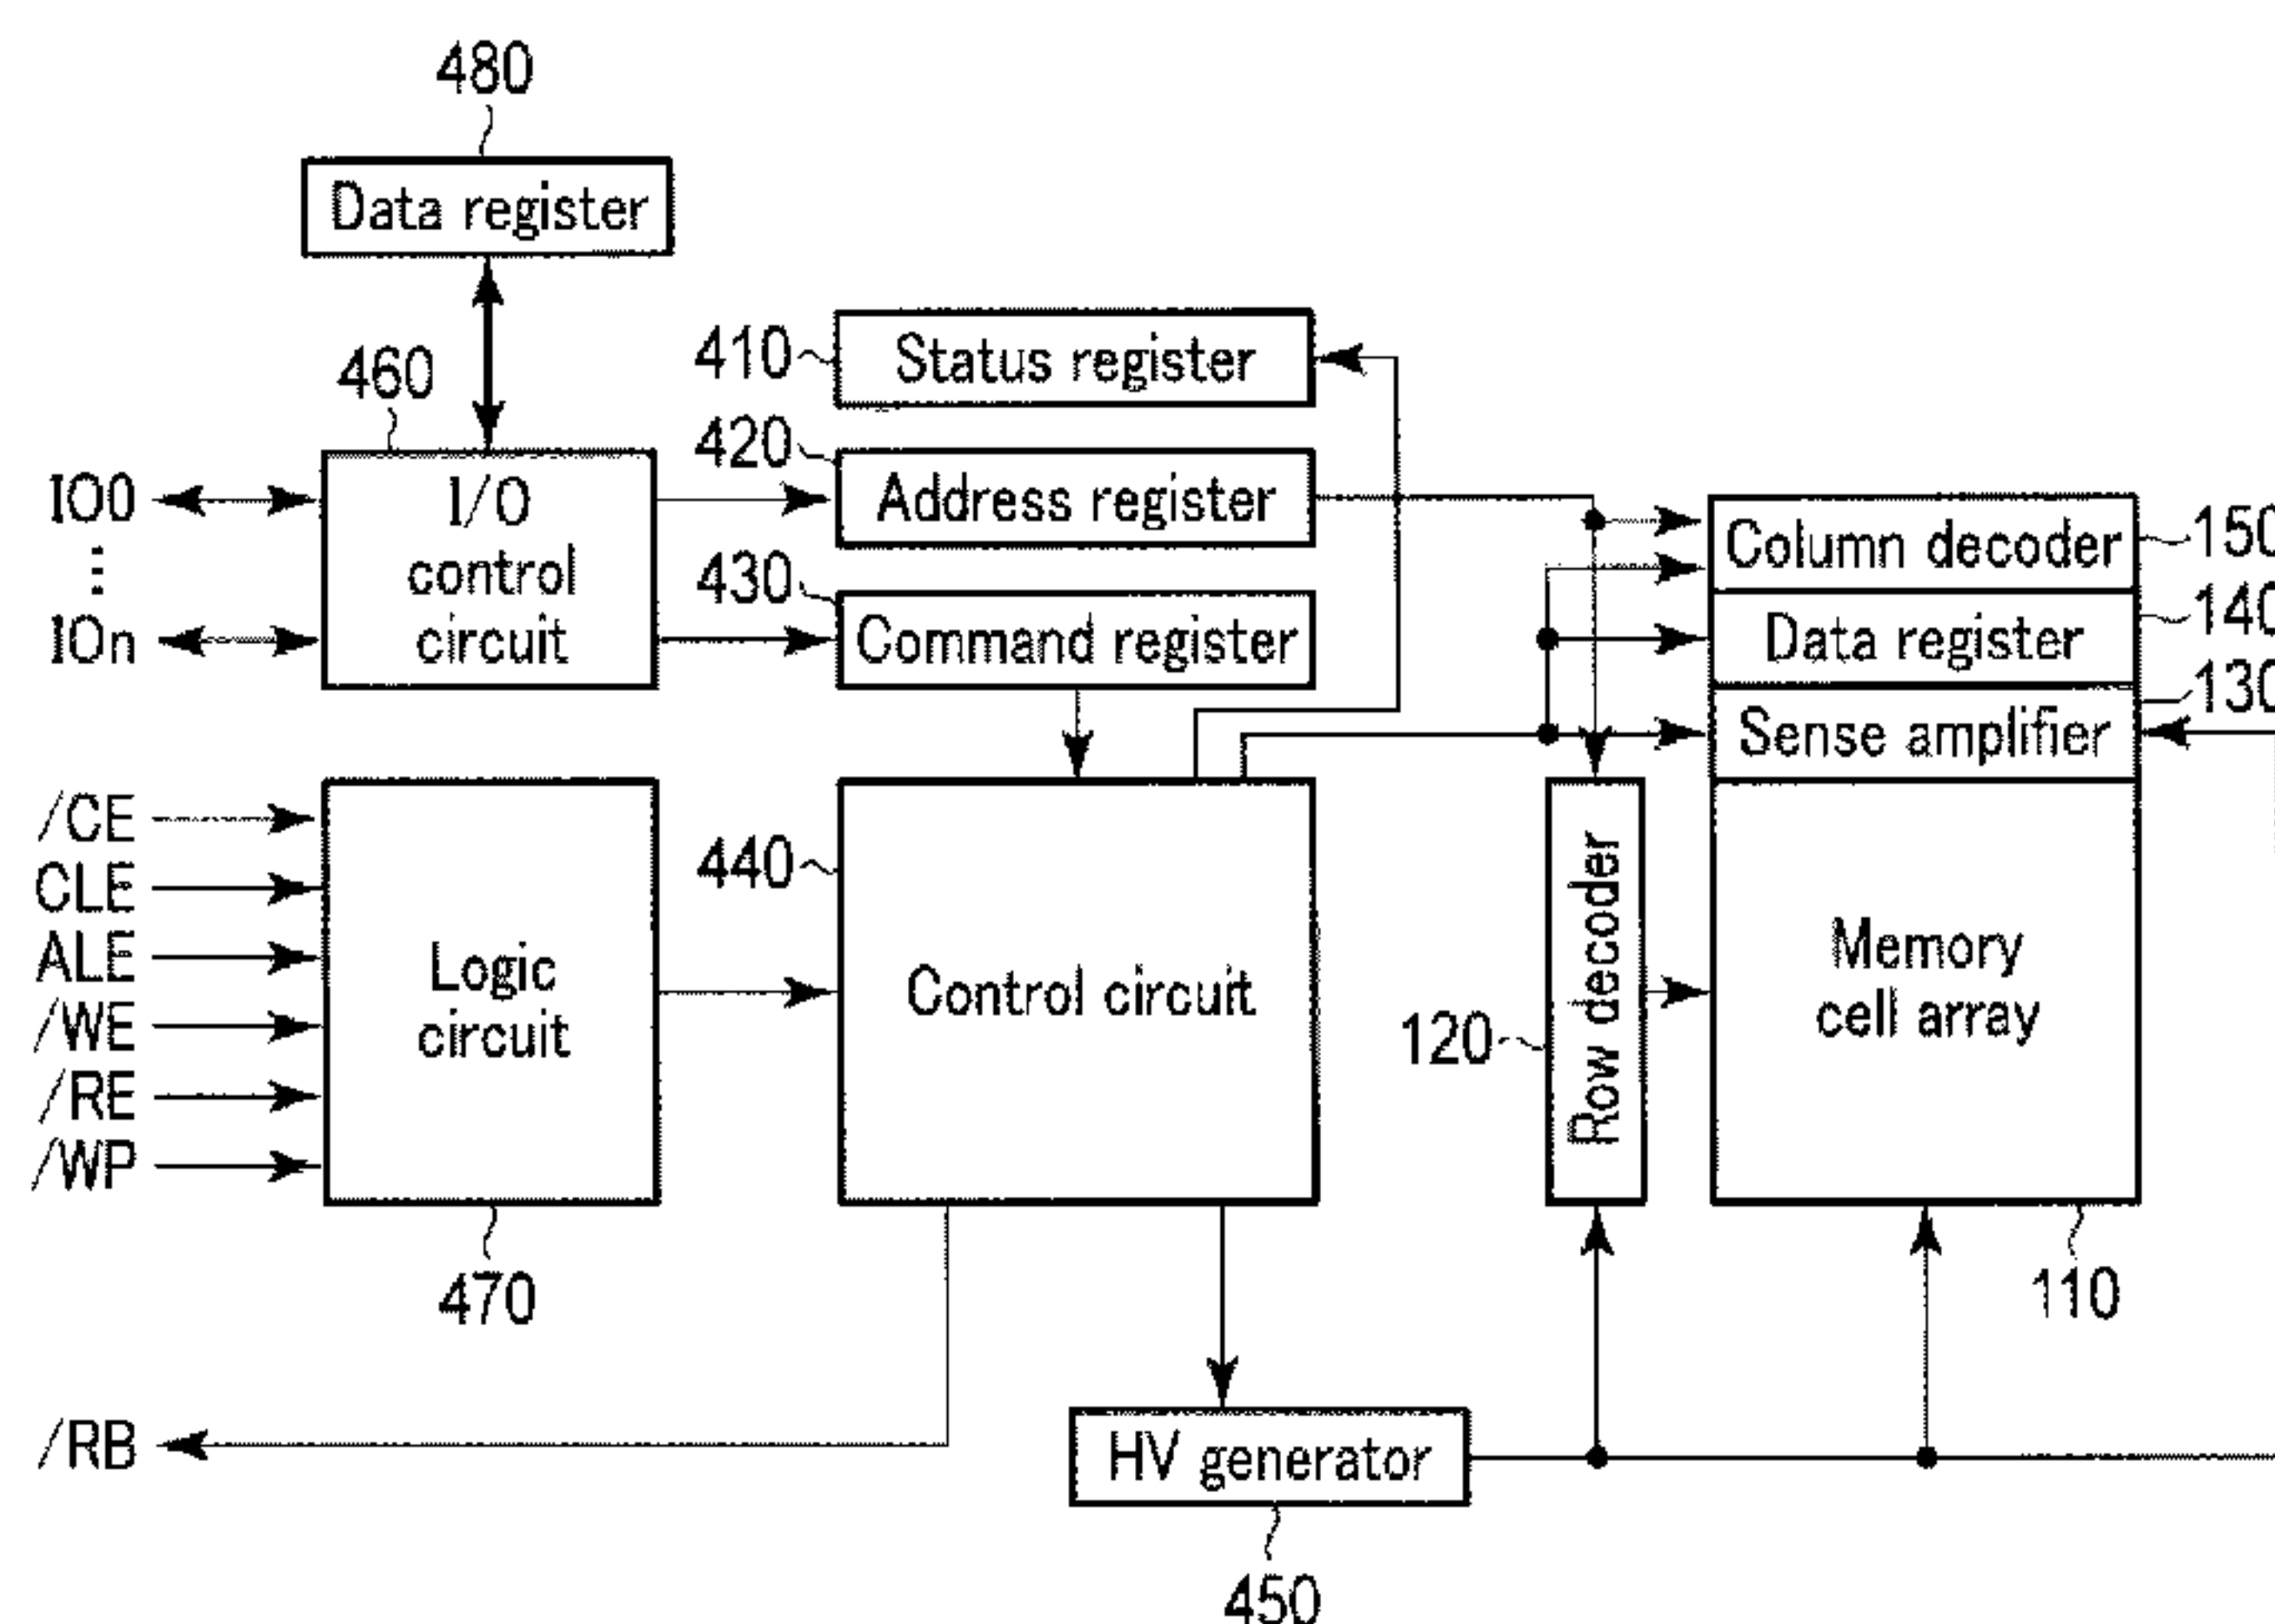 480
Data register
460
410
Status register
420
Address register
IO0
I/O
control
circuit
IOn
430
Command register
Column decoder
150
Data register
140
Sense amplifier
130
/CE
CLE
ALE
/WE
/RE
/WP
Logic
circuit
470
440
Control circuit
120
Row decoder
Memory
cell array
110
/RB
HV generator
450